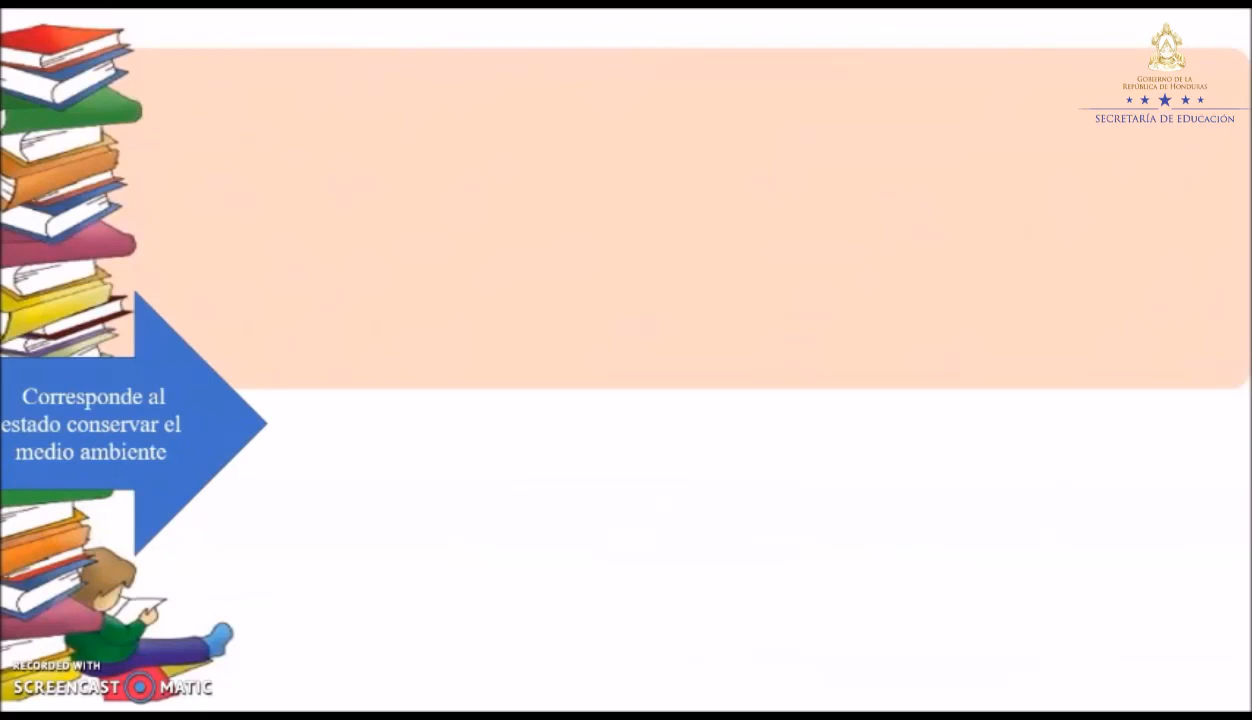 GOBIERNO DE LA
REPÚBLICA DE HONDURAS
SECRETARÍA DE EDUCACIÓN
Corresponde al
estado conservar el
medio ambiente
RECORDED WITH
SCREENCAST MATIC